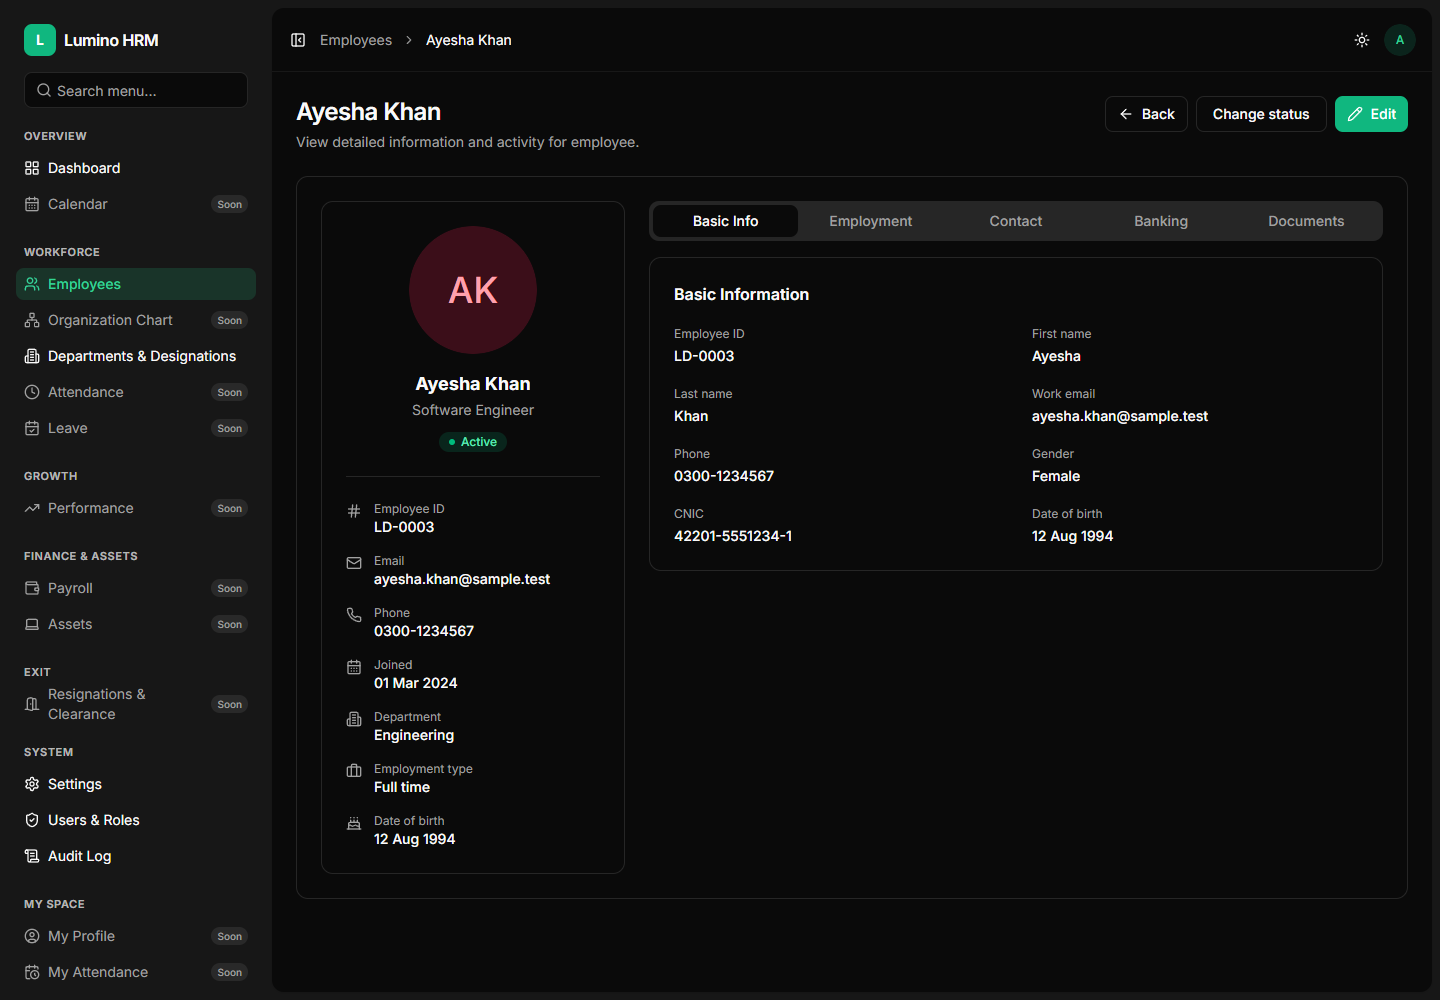 L
Lumino HRM
Search menu...
OVERVIEW
Dashboard
Calendar
Soon
WORKFORCE
Employees
Organization Chart
Soon
Departments & Designations
Attendance
Soon
Leave
Soon
GROWTH
Performance
Soon
FINANCE & ASSETS
Payroll
Soon
Assets
Soon
EXIT
Resignations &
Clearance
Soon
SYSTEM
Settings
Users & Roles
Audit Log
MY SPACE
My Profile
Soon
My Attendance
Soon
Employees
Ayesha Khan
A
Ayesha Khan
View detailed information and activity for employee.
Back
Change status
Edit
AK
Ayesha Khan
Software Engineer
Active
Employee ID
LD-0003
Email
ayesha.khan@sample.test
Phone
0300-1234567
Joined
01 Mar 2024
Department
Engineering
Employment type
Full time
Date of birth
12 Aug 1994
Basic Info
Employment
Contact
Banking
Documents
Basic Information
Employee ID
LD-0003
First name
Ayesha
Last name
Khan
Work email
ayesha.khan@sample.test
Phone
0300-1234567
Gender
Female
CNIC
42201-5551234-1
Date of birth
12 Aug 1994